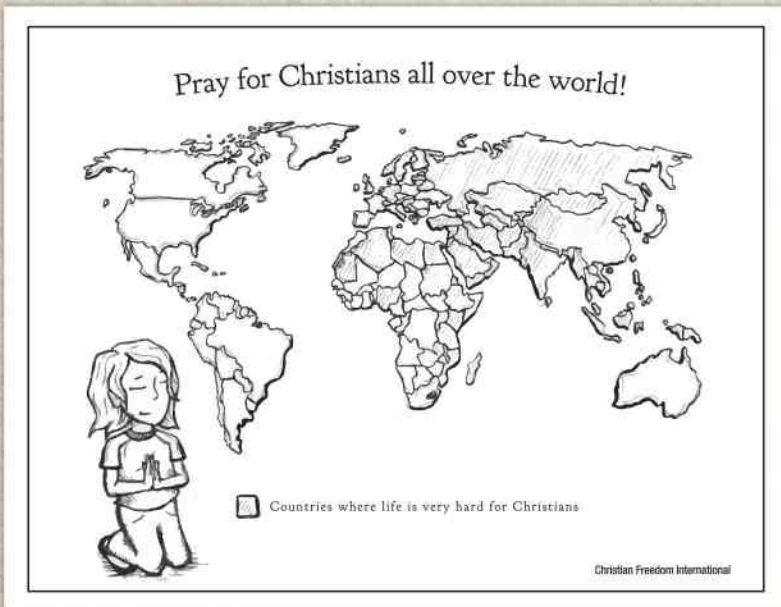 Pray for Christians all over the world!
Countries where life is very hard for Christians
Christian Freedom International